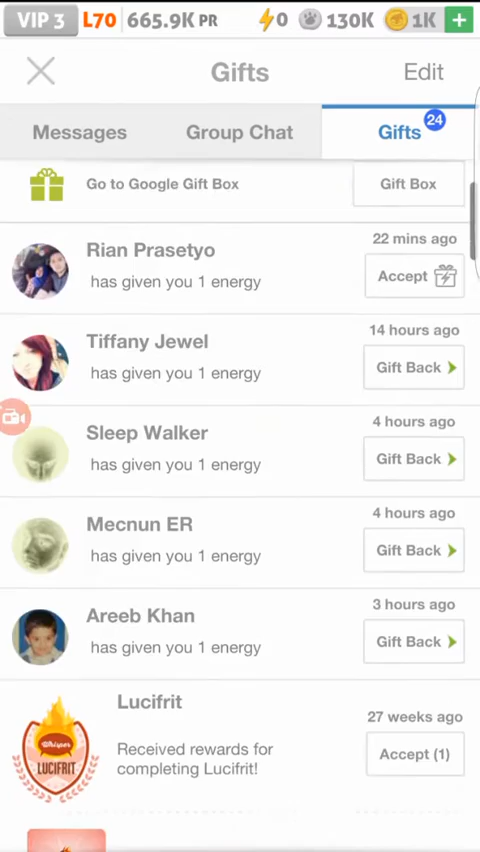 VIP 3 L70 665.9K PR 0 130K 1K +
Gifts Edit
Messages Group Chat Gifts 24
Go to Google Gift Box Gift Box
22 mins ago
Rian Prasetyo
has given you 1 energy Accept
14 hours ago
Tiffany Jewel
has given you 1 energy Gift Back
4 hours ago
Sleep Walker
has given you 1 energy Gift Back
4 hours ago
Mecnun ER
has given you 1 energy Gift Back
3 hours ago
Areeb Khan
has given you 1 energy Gift Back
Lucifrit
27 weeks ago
Whisper
LUCIFRIT
Received rewards for
completing Lucifrit!
Accept (1)